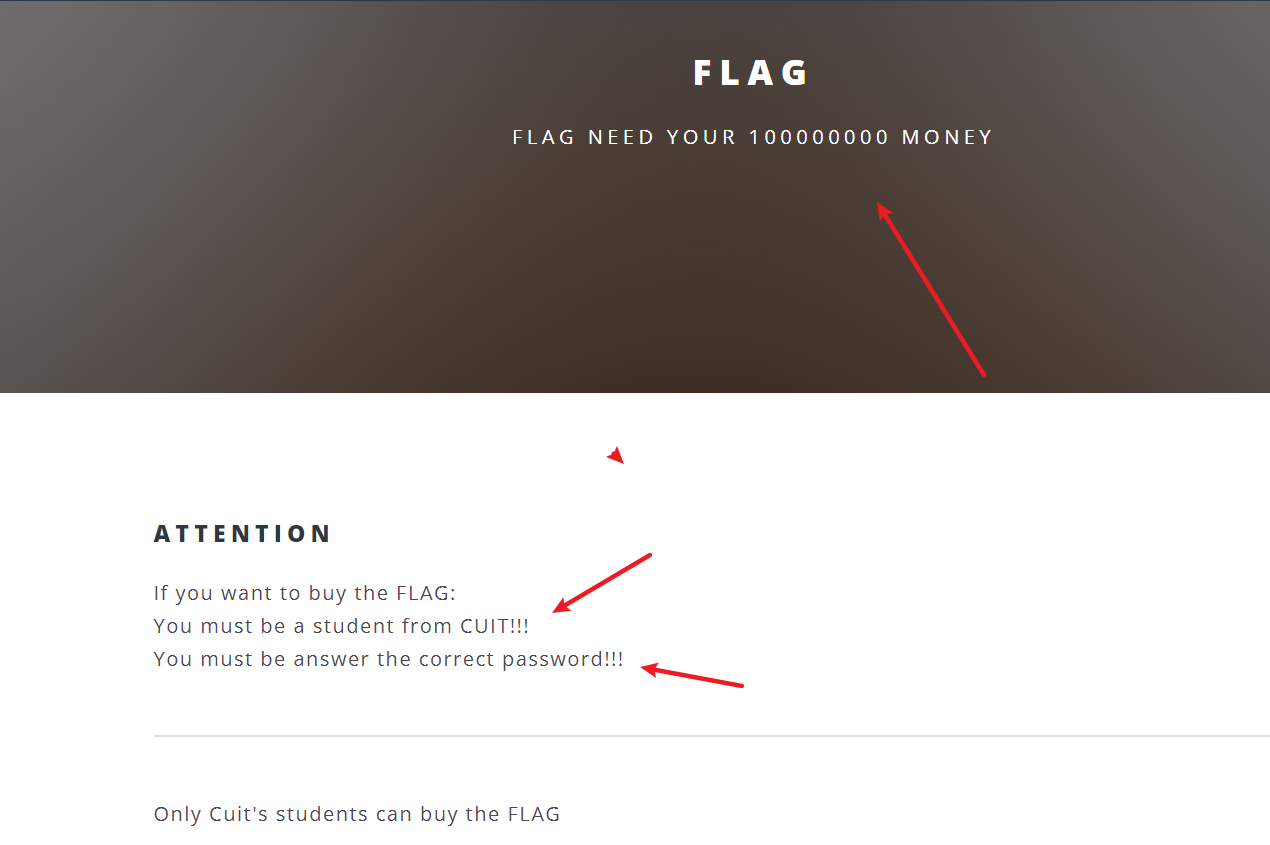 FLAG
FLAG NEED YOUR 100000000 MONEY
ATTENTION
If you want to buy the FLAG:
You must be a student from CUIT!!!
You must be answer the correct password!!!
Only Cuit's students can buy the FLAG